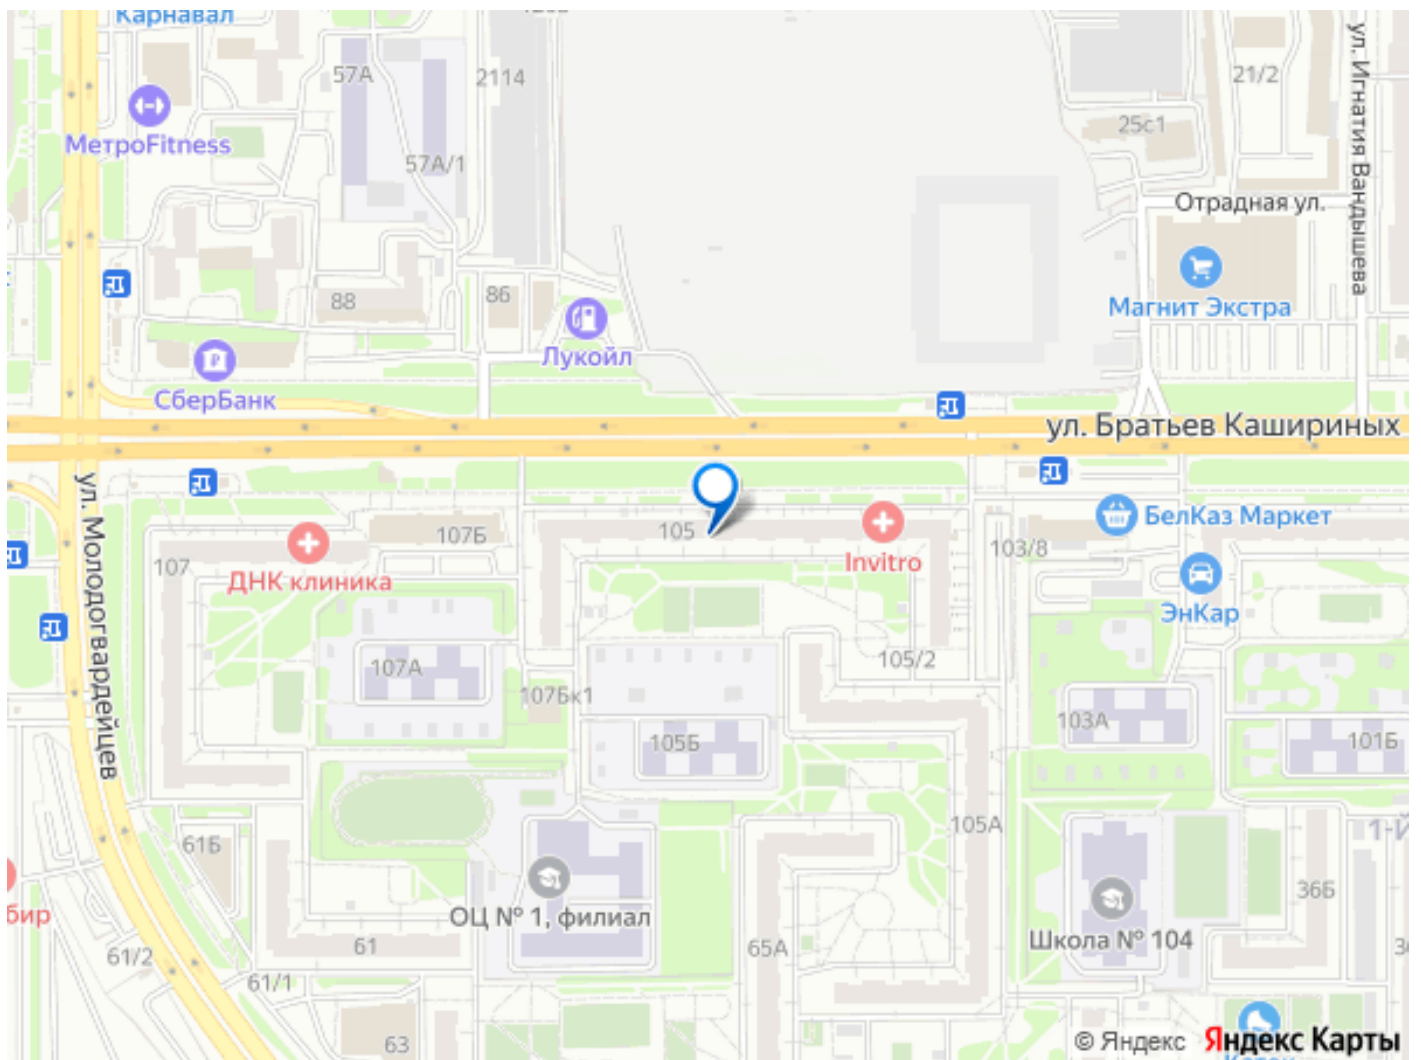 Карнавал
57А
2114
21/2
ул. Игнатия Вандышева
25с1
МетроFitness
57А/1
Отрадная ул.
88
86
Магнит Экстра
Лукойл
СберБанк
ул. Братьев Кашириных
ул. Молодогвардейцев
107
ДНК клиника
107Б
105
Invitro
103/8
БелКаз Маркет
ЭнКар
105/2
107А
107Бк1
105Б
103А
101Б
105А
61Б
1-й
36Б
ОЦ № 1, филиал
Школа № 104
бир
61/2
61
61/1
65А
63
© Яндекс
Яндекс Карты